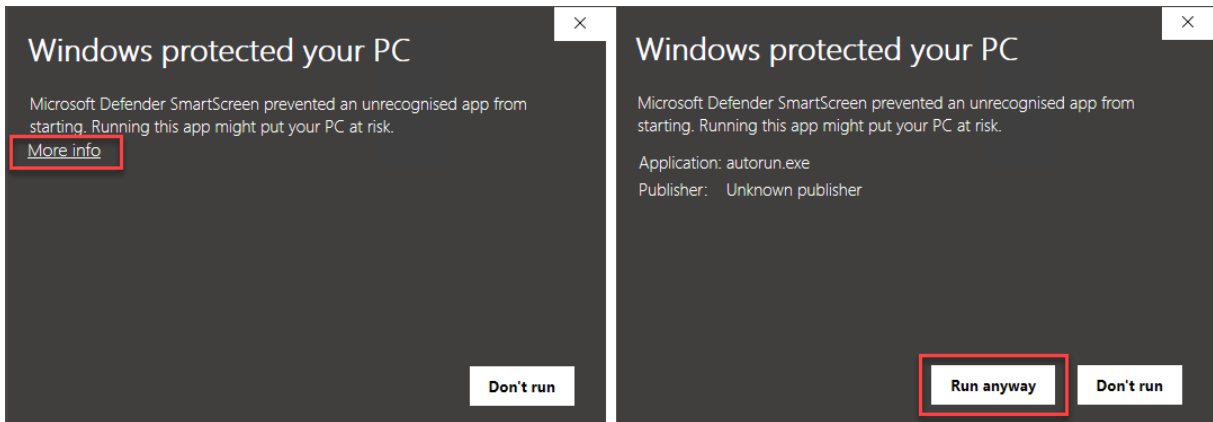 Windows protected your PC
Microsoft Defender SmartScreen prevented an unrecognised app from
starting. Running this app might put your PC at risk.
More info
Don't run
Windows protected your PC
Microsoft Defender SmartScreen prevented an unrecognised app from
starting. Running this app might put your PC at risk.
Application: autorun.exe
Publisher: Unknown publisher
Run anyway
Don't run